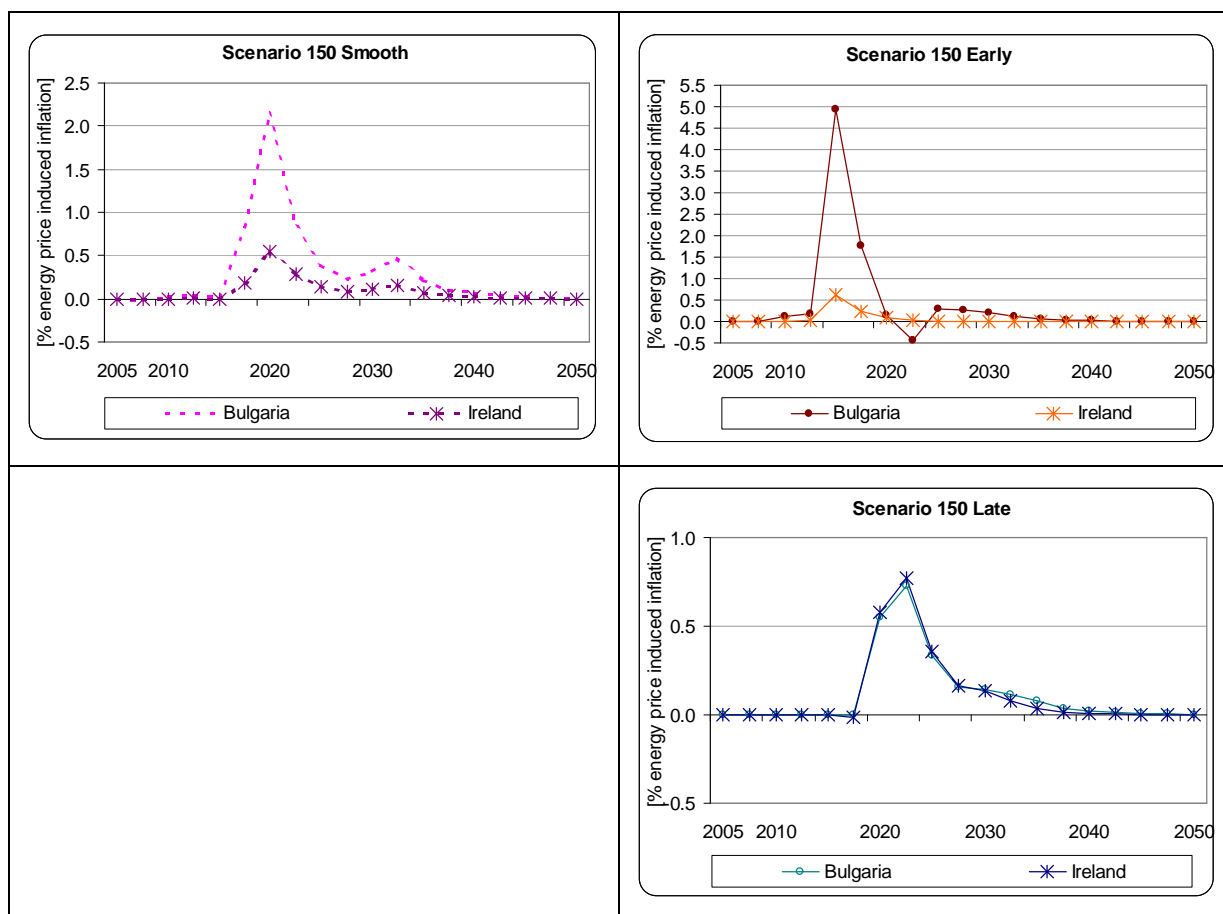 Scenario 150 Smooth
[% energy price induced inflation]
2.5
2.0
1.5
1.0
0.5
0.0
-0.5
2005 2010 2020 2030 2040 2050
Bulgaria Ireland
Scenario 150 Early
[% energy price induced inflation]
5.5
5.0
4.5
4.0
3.5
3.0
2.5
2.0
1.5
1.0
0.5
0.0
-0.5
2005 2010 2020 2030 2040 2050
Bulgaria Ireland
Scenario 150 Late
[% energy price induced inflation]
1.0
0.5
0.0
-0.5
2005 2010 2020 2030 2040 2050
Bulgaria Ireland